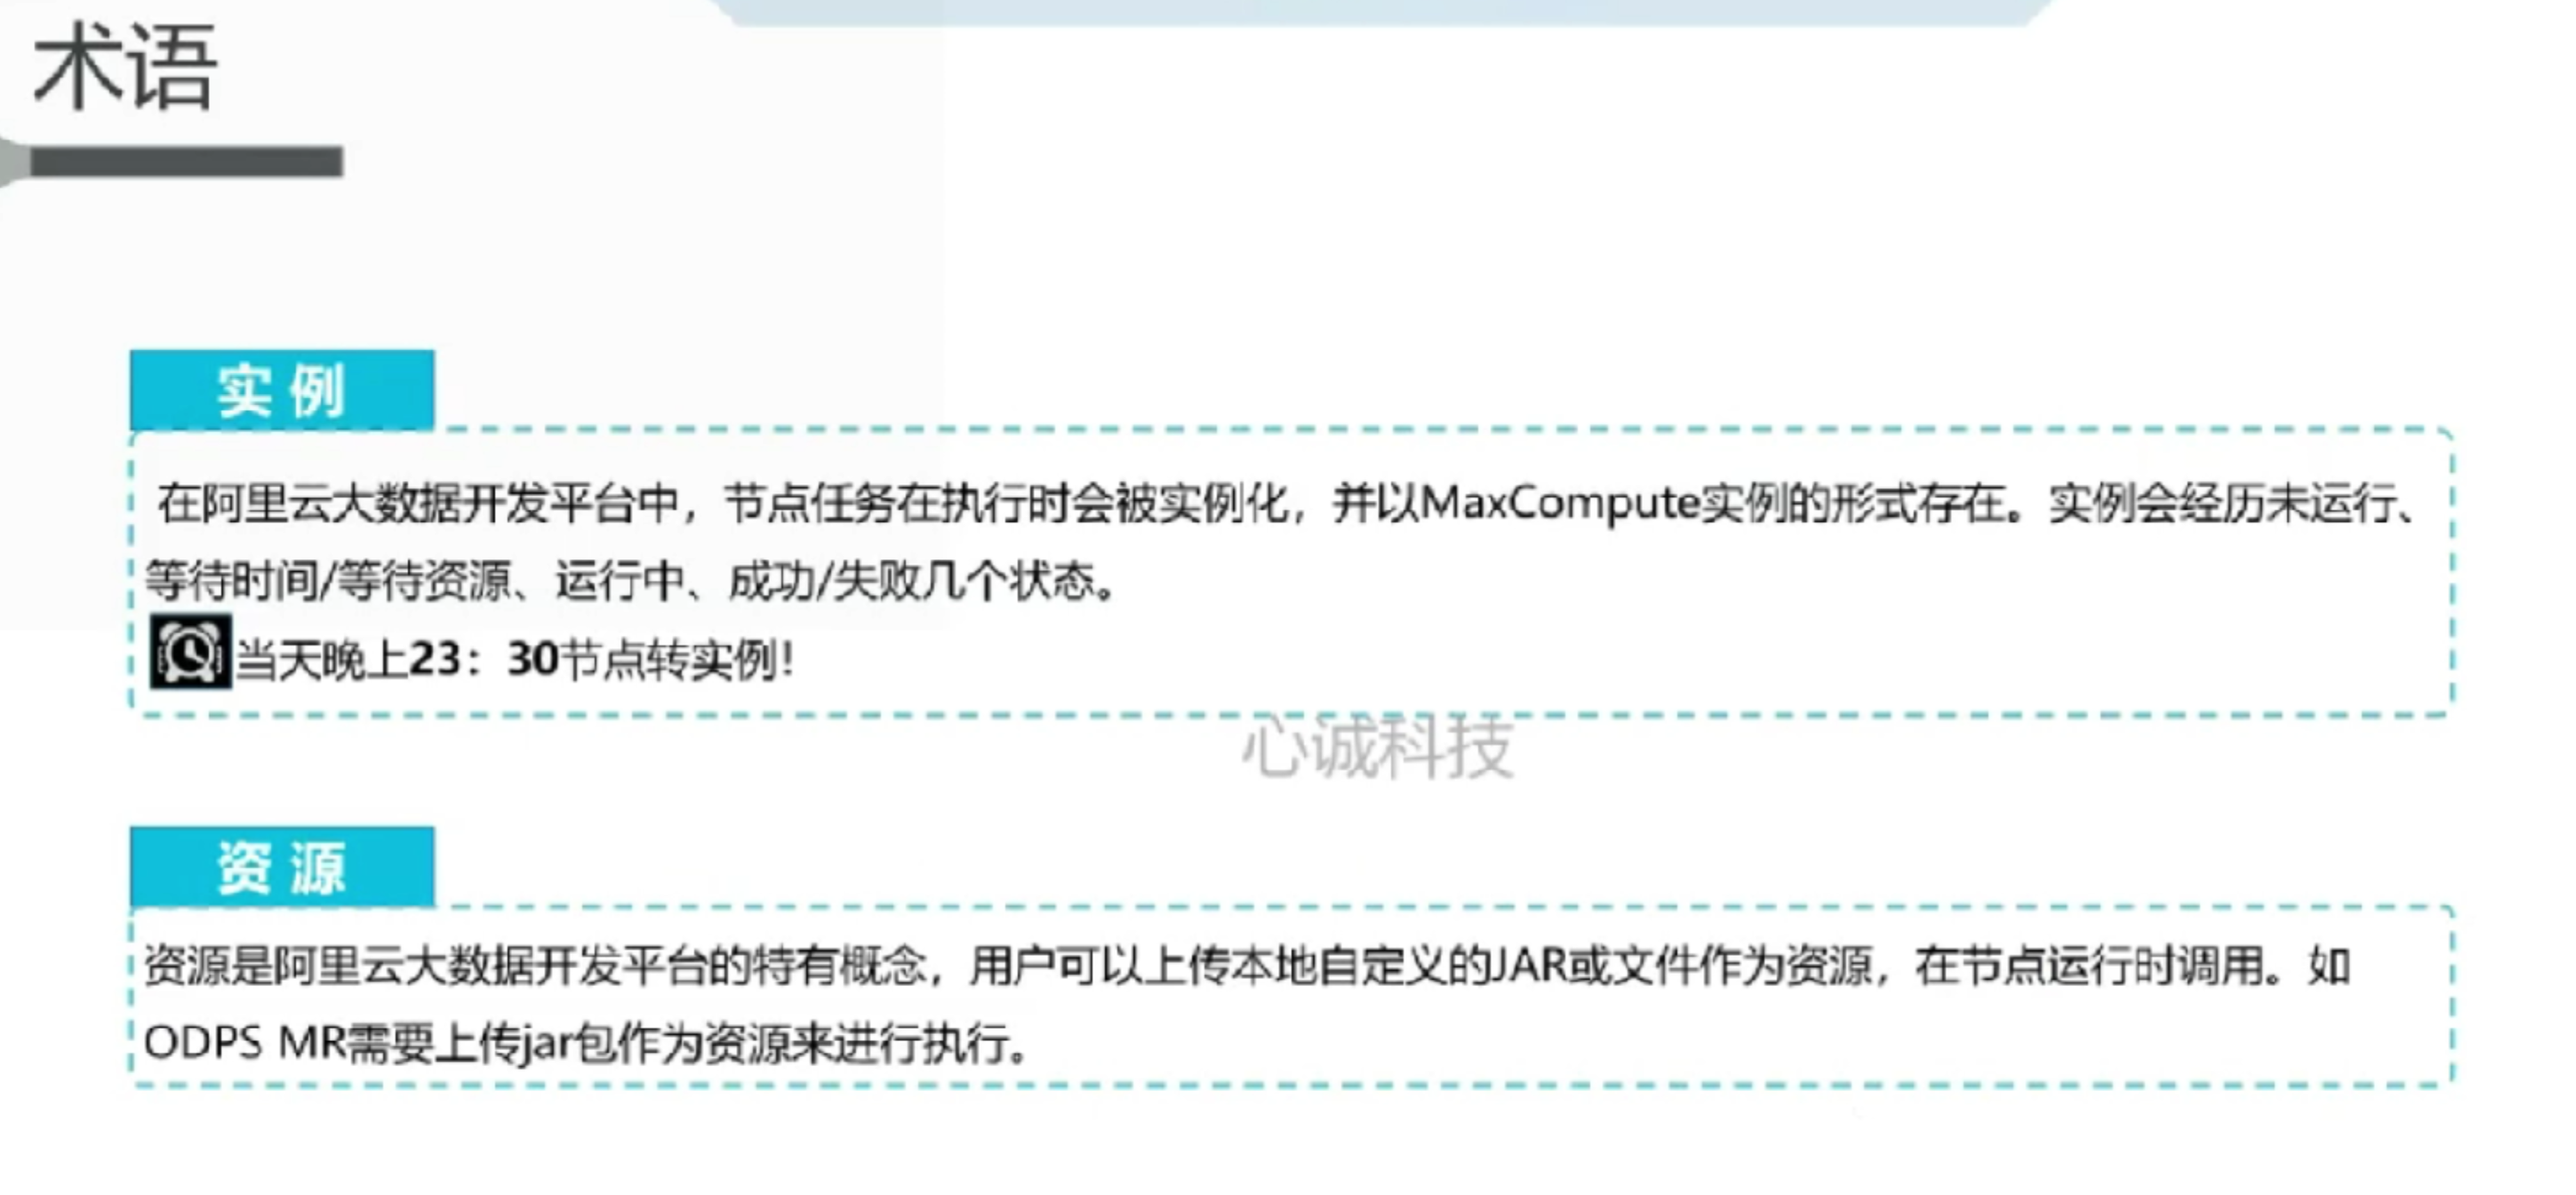 术语
实 例
在阿里云大数据开发平台中，节点任务在执行时会被实例化，并以MaxCompute实例的形式存在。实例会经历未运行、
等待时间/等待资源、运行中、成功/失败几个状态。
当天晚上23：30节点转实例！
心诚科技
资 源
资源是阿里云大数据开发平台的特有概念，用户可以上传本地自定义的JAR或文件作为资源，在节点运行时调用。如
ODPS MR需要上传jar包作为资源来进行执行。